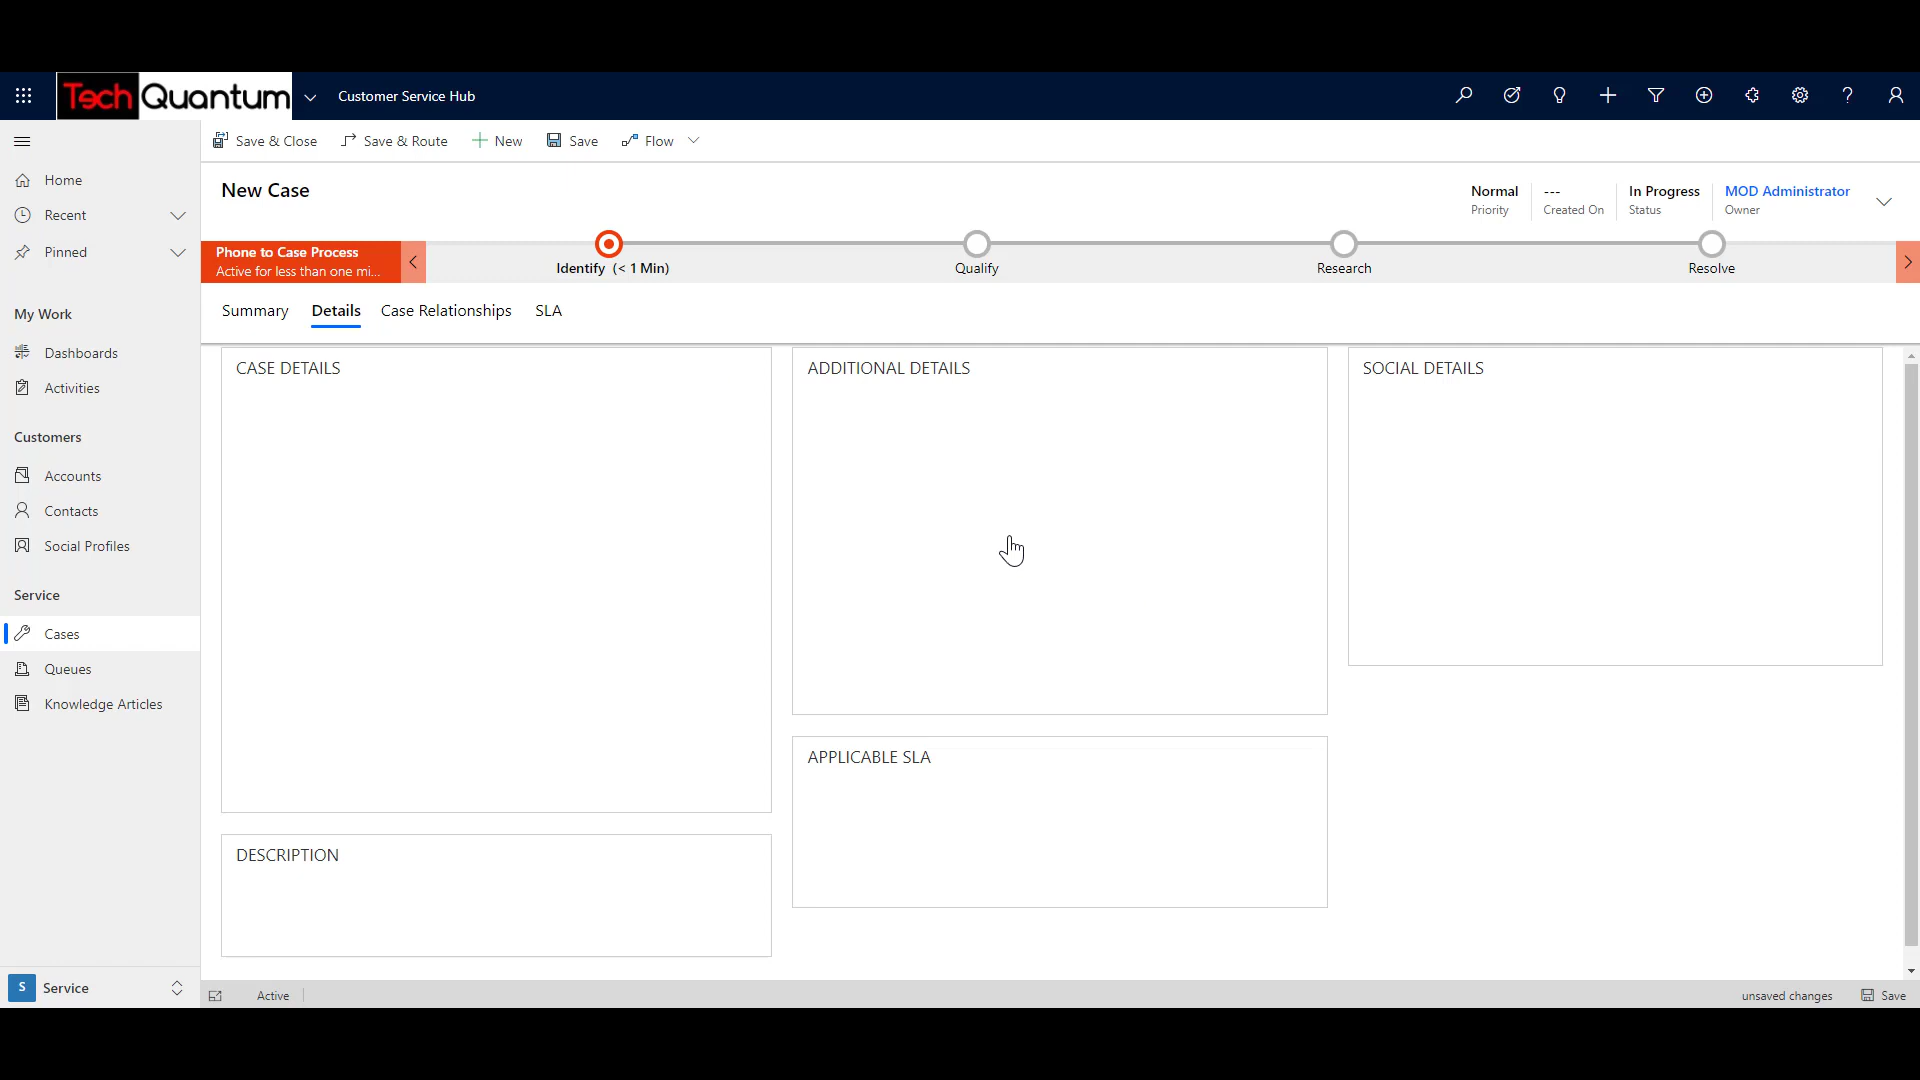 Tech Quantum
Customer Service Hub
Save & Close
Save & Route
New
Save
Flow
Home
Recent
Pinned
My Work
Dashboards
Activities
Customers
Accounts
Contacts
Social Profiles
Service
Cases
Queues
Knowledge Articles
S
Service
New Case
Normal
Priority
---
Created On
In Progress
Status
MOD Administrator
Owner
Phone to Case Process
Active for less than one mi...
Identify (< 1 Min)
Qualify
Research
Resolve
Summary
Details
Case Relationships
SLA
CASE DETAILS
ADDITIONAL DETAILS
SOCIAL DETAILS
APPLICABLE SLA
DESCRIPTION
Active
unsaved changes
Save